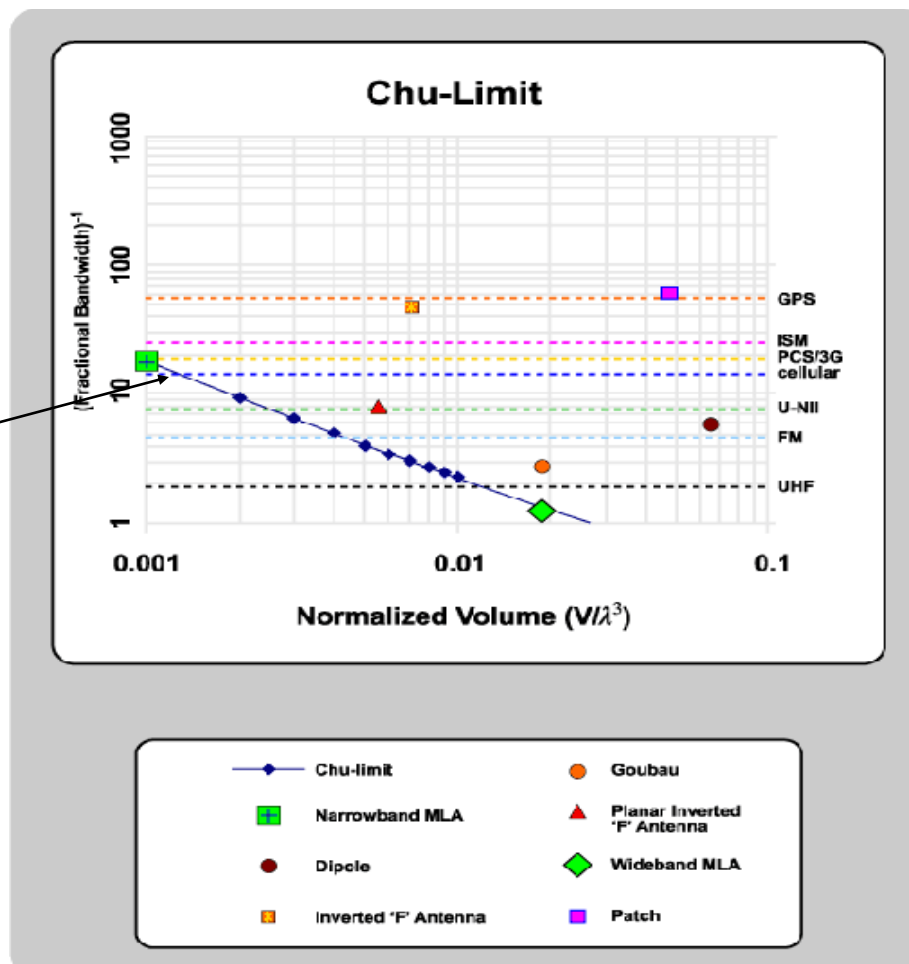 Chu-Limit
1000
100
10
1
(Fractional Bandwidth)⁻¹
GPS
ISM
PCS/3G
cellular
U-NII
FM
UHF
0.001
0.01
0.1
Normalized Volume (V/λ³)
Chu-limit
Goubau
Narrowband MLA
Planar Inverted
'F' Antenna
Dipole
Wideband MLA
Inverted 'F' Antenna
Patch